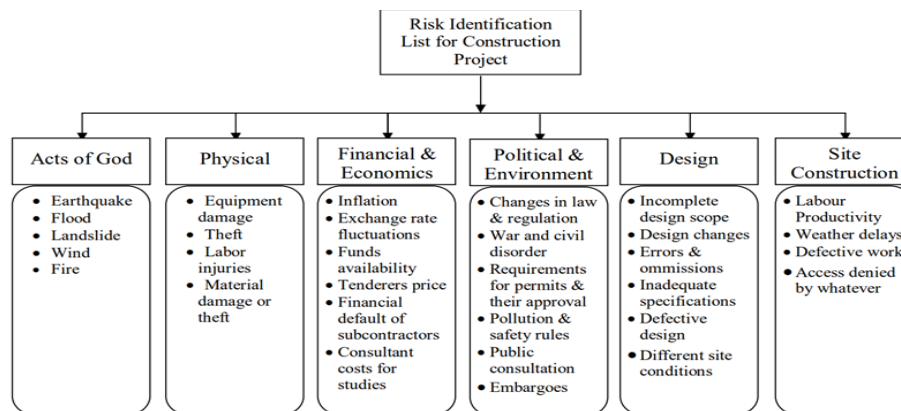 Risk Identification
List for Construction
Project
Acts of God
• Earthquake
• Flood
• Landslide
• Wind
• Fire
Physical
• Equipment
damage
• Theft
• Labor
injuries
• Material
damage or
theft
Financial &
Economics
• Inflation
• Exchange rate
fluctuations
• Funds
availability
• Tenderers price
• Financial
default of
subcontractors
• Consultant
costs for
studies
Political &
Environment
• Changes in law
& regulation
• War and civil
disorder
• Requirements
for permits &
their approval
• Pollution &
safety rules
• Public
consultation
• Embargoes
Design
• Incomplete
design scope
• Design changes
• Errors &
ommissions
• Inadequate
specifications
• Defective
design
• Different site
conditions
Site
Construction
• Labour
Productivity
• Weather delays
• Defective work
• Access denied
by whatever